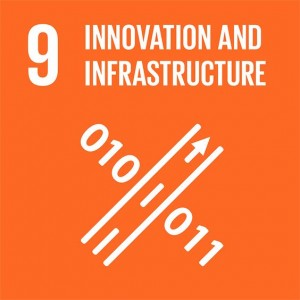 9
INNOVATION AND
INFRASTRUCTURE
010
011